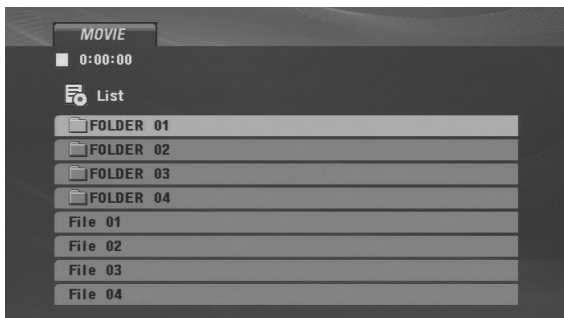 MOVIE
0:00:00
List
FOLDER 01
FOLDER 02
FOLDER 03
FOLDER 04
File 01
File 02
File 03
File 04